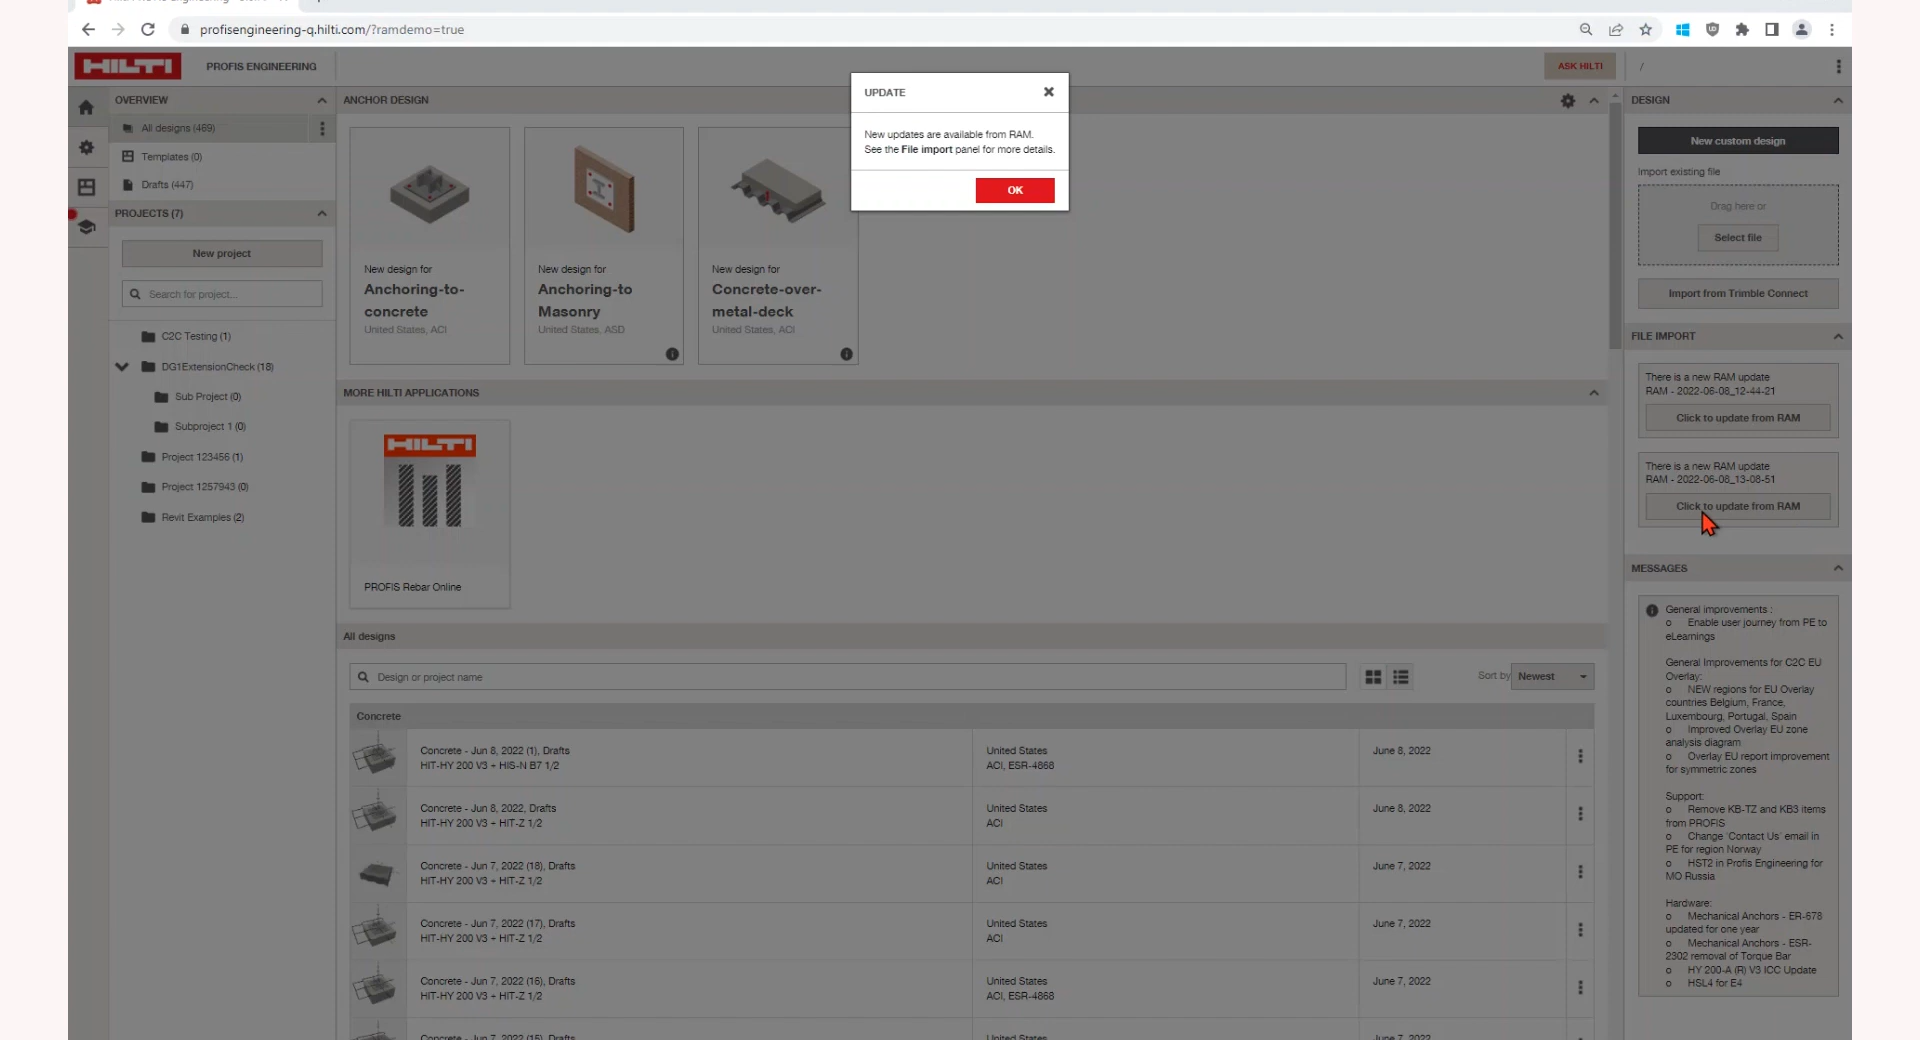 profisengineering-q.hilti.com/?ramdemo=true
HILTI
PROFIS ENGINEERING
ASK HILTI
/
OVERVIEW
All designs (469)
Templates (0)
Drafts (447)
PROJECTS (7)
New project
Search for project...
C2C Testing (1)
DG1ExtensionCheck (18)
Sub Project (0)
Subproject 1 (0)
Project 123456 (1)
Project 1257943 (0)
Revit Examples (2)
ANCHOR DESIGN
New design for
Anchoring-to-
concrete
United States, ACI
New design for
Anchoring-to
Masonry
United States, ASD
New design for
Concrete-over-
metal-deck
United States, ACI
UPDATE
New updates are available from RAM.
See the File import panel for more details.
OK
MORE HILTI APPLICATIONS
HILTI
PROFIS Rebar Online
All designs
Design or project name
Sort by
Newest
Concrete
Concrete - Jun 8, 2022 (1), Drafts
HIT-HY 200 V3 + HIS-N B7 1/2
United States
ACI, ESR-4868
June 8, 2022
Concrete - Jun 8, 2022, Drafts
HIT-HY 200 V3 + HIT-Z 1/2
United States
ACI
June 8, 2022
Concrete - Jun 7, 2022 (18), Drafts
HIT-HY 200 V3 + HIT-Z 1/2
United States
ACI
June 7, 2022
Concrete - Jun 7, 2022 (17), Drafts
HIT-HY 200 V3 + HIT-Z 1/2
United States
ACI
June 7, 2022
Concrete - Jun 7, 2022 (16), Drafts
HIT-HY 200 V3 + HIT-Z 1/2
United States
ACI, ESR-4868
June 7, 2022
Concrete - Jun 7, 2022 (15), Drafts
United States
June 7, 2022
DESIGN
New custom design
Import existing file
Drag here or
Select file
Import from Trimble Connect
FILE IMPORT
There is a new RAM update
RAM - 2022-06-08_12-44-21
Click to update from RAM
There is a new RAM update
RAM - 2022-06-08_13-08-51
Click to update from RAM
MESSAGES
General improvements :
o Enable user journey from PE to
eLearnings
General Improvements for C2C EU
Overlay:
o NEW regions for EU Overlay
countries Belgium, France,
Luxembourg, Portugal, Spain
o Improved Overlay EU zone
analysis diagram
o Overlay EU report improvement
for symmetric zones
Support:
o Remove KB-TZ and KB3 items
from PROFIS
o Change 'Contact Us' email in
PE for region Norway
o HST2 in Profis Engineering for
MO Russia
Hardware:
o Mechanical Anchors - ER-678
updated for one year
o Mechanical Anchors - ESR-
2302 removal of Torque Bar
o HY 200-A (R) V3 ICC Update
o HSL4 for E4